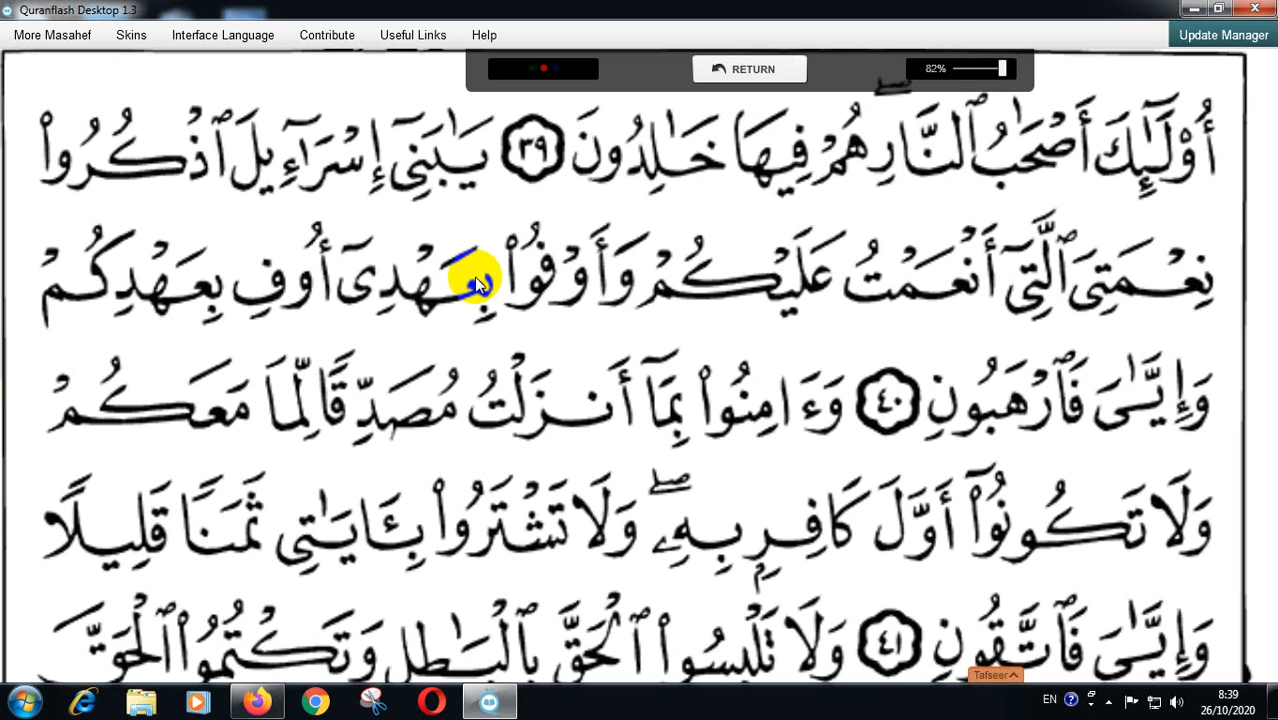 Quranflash Desktop 1.3
More Masahef Skins Interface Language Contribute Useful Links Help Update Manager
RETURN 82%
أُوْلَٰٓئِكَ أَصْحَٰبُ ٱلنَّارِ هُمْ فِيهَا خَٰلِدُونَ ٣٩ يَٰبَنِىٓ إِسْرَٰٓءِيلَ ٱذْكُرُوا۟
نِعْمَتِىَ ٱلَّتِىٓ أَنْعَمْتُ عَلَيْكُمْ وَأَوْفُوا۟ بِعَهْدِىٓ أُوفِ بِعَهْدِكُمْ
وَإِيَّٰىَ فَٱرْهَبُونِ ٤٠ وَءَامِنُوا۟ بِمَآ أَنزَلْتُ مُصَدِّقًا لِّمَا مَعَكُمْ
وَلَا تَكُونُوٓا۟ أَوَّلَ كَافِرٍۭ بِهِۦ ۖ وَلَا تَشْتَرُوا۟ بِـَٔايَٰتِى ثَمَنًا قَلِيلًا
وَإِيَّٰىَ فَٱتَّقُونِ ٤١ وَلَا تَلْبِسُوا۟ ٱلْحَقَّ بِٱلْبَٰطِلِ وَتَكْتُمُوا۟ ٱلْحَقَّ
Tafseer
EN 8:39
26/10/2020